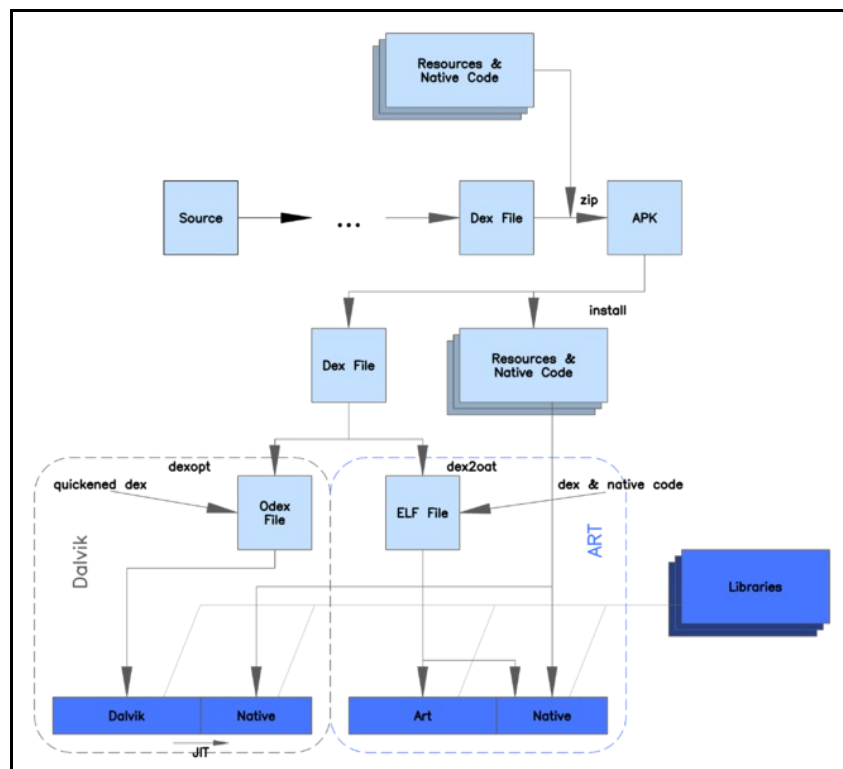 Resources &
Native Code
zip
Source
...
Dex File
APK
install
Dex File
Resources &
Native Code
dexopt
dex2oat
quickened dex
Odex
File
ELF File
dex & native code
Dalvik
ART
Libraries
Dalvik
Native
Art
Native
JIT